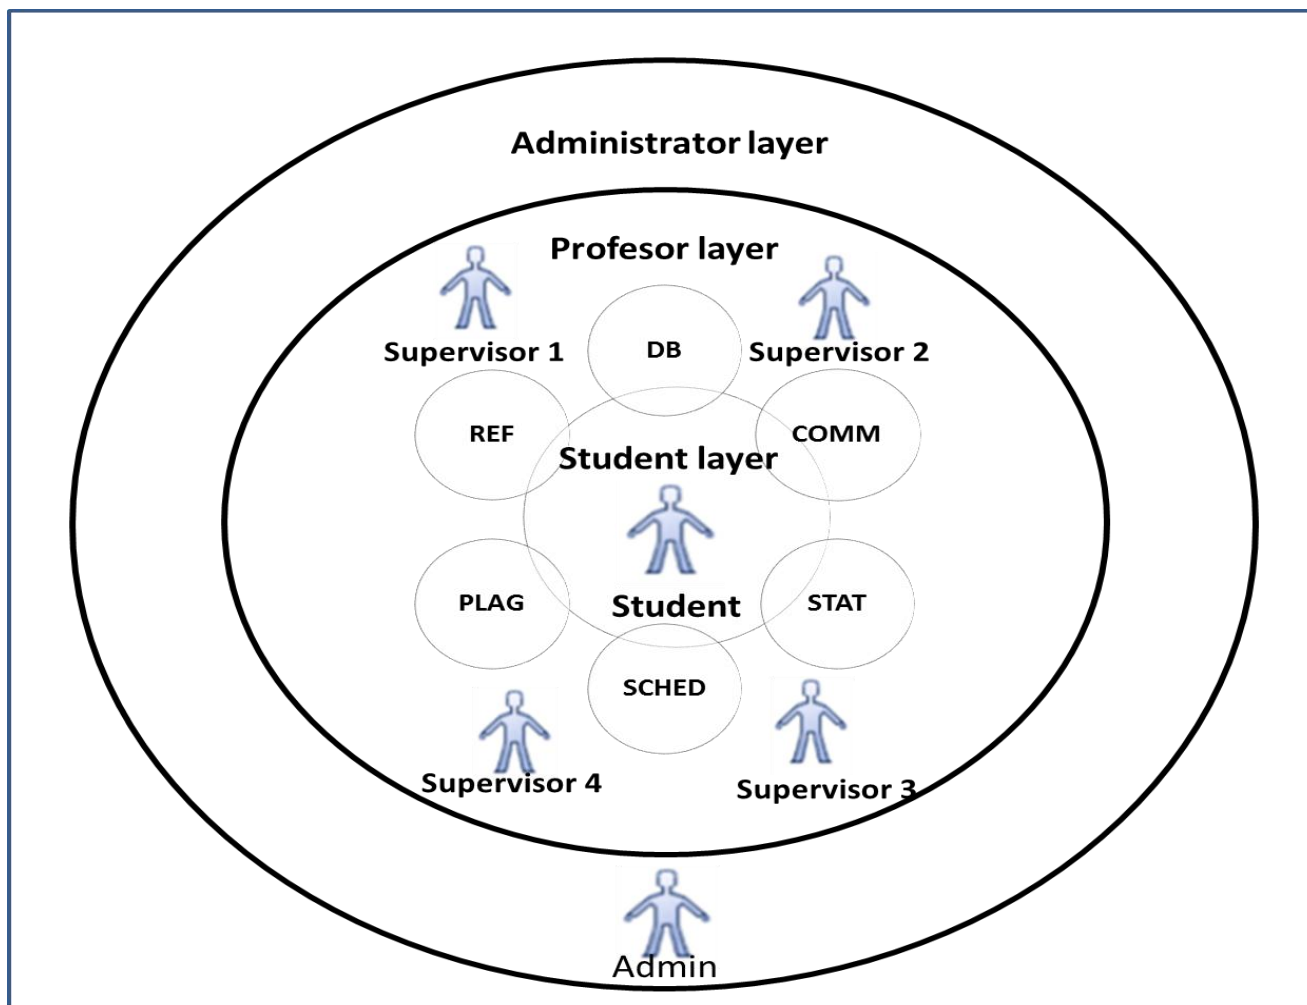 Administrator layer
Profesor layer
Supervisor 1
DB
Supervisor 2
REF
COMM
Student layer
PLAG
Student
STAT
SCHED
Supervisor 4
Supervisor 3
Admin